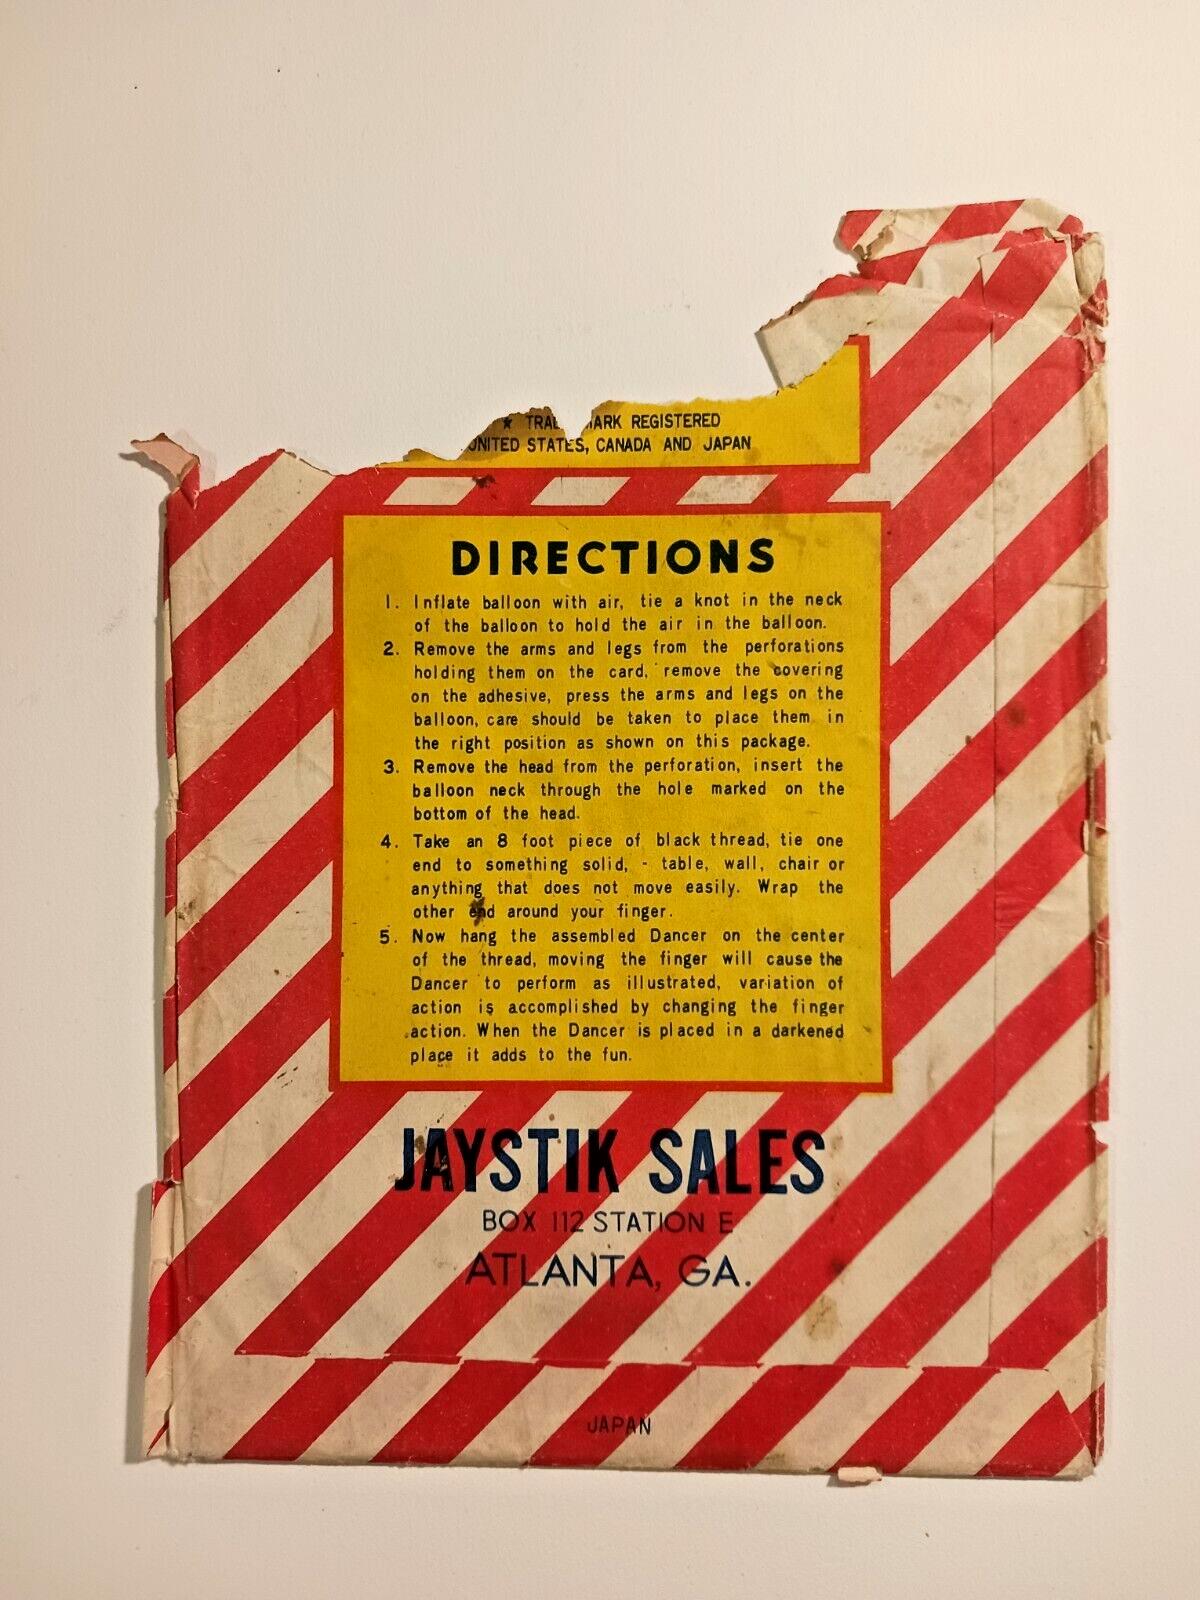 ★ TRA ARK REGISTERED
UNITED STATES, CANADA AND JAPAN
DIRECTIONS
1. Inflate balloon with air, tie a knot in the neck
of the balloon to hold the air in the balloon.
2. Remove the arms and legs from the perforations
holding them on the card, remove the covering
on the adhesive, press the arms and legs on the
balloon, care should be taken to place them in
the right position as shown on this package.
3. Remove the head from the perforation, insert the
balloon neck through the hole marked on the
bottom of the head.
4. Take an 8 foot piece of black thread, tie one
end to something solid, - table, wall, chair or
anything that does not move easily. Wrap the
other end around your finger.
5. Now hang the assembled Dancer on the center
of the thread, moving the finger will cause the
Dancer to perform as illustrated, variation of
action is accomplished by changing the finger
action. When the Dancer is placed in a darkened
place it adds to the fun.
JAYSTIK SALES
BOX 112 STATION E
ATLANTA, GA.
JAPAN